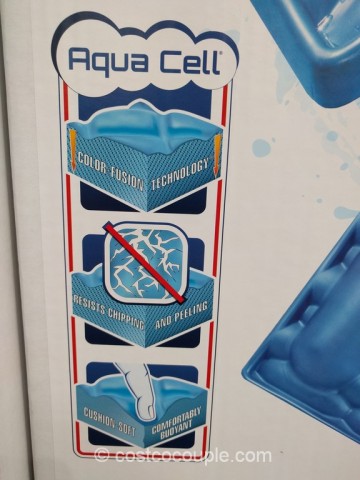 Aqua Cell®
COLOR FUSION TECHNOLOGY
RESISTS CHIPPING AND PEELING
CUSHION SOFT COMFORTABLY
BUOYANT
© costcocouple.com